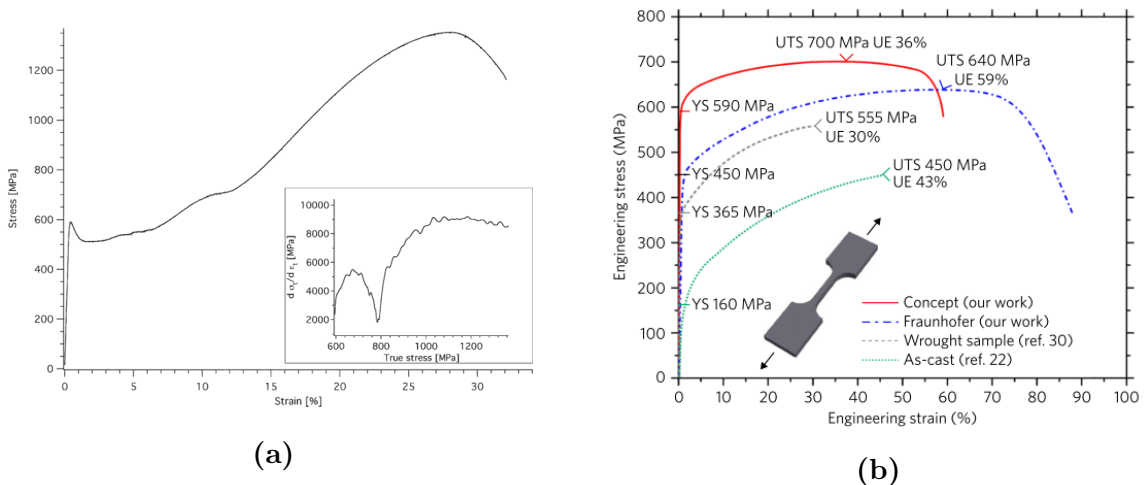 1200
1000
800
600
400
200
0
Stress [MPa]
0
5
10
15
20
25
30
Strain [%]
10000
8000
6000
4000
2000
d σt/d εt [MPa]
600
800
1000
1200
True stress [MPa]
(a)
800
700
600
500
400
300
200
100
0
Engineering stress (MPa)
UTS 700 MPa UE 36%
UTS 640 MPa
UE 59%
YS 590 MPa
UTS 555 MPa
UE 30%
YS 450 MPa
UTS 450 MPa
UE 43%
YS 365 MPa
YS 160 MPa
Concept (our work)
Fraunhofer (our work)
Wrought sample (ref. 30)
As-cast (ref. 22)
0
10
20
30
40
50
60
70
80
90
100
Engineering strain (%)
(b)